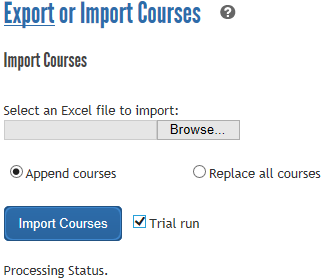 Export or Import Courses ?
Import Courses
Select an Excel file to import:
Browse...
Append courses Replace all courses
Import Courses Trial run
Processing Status.